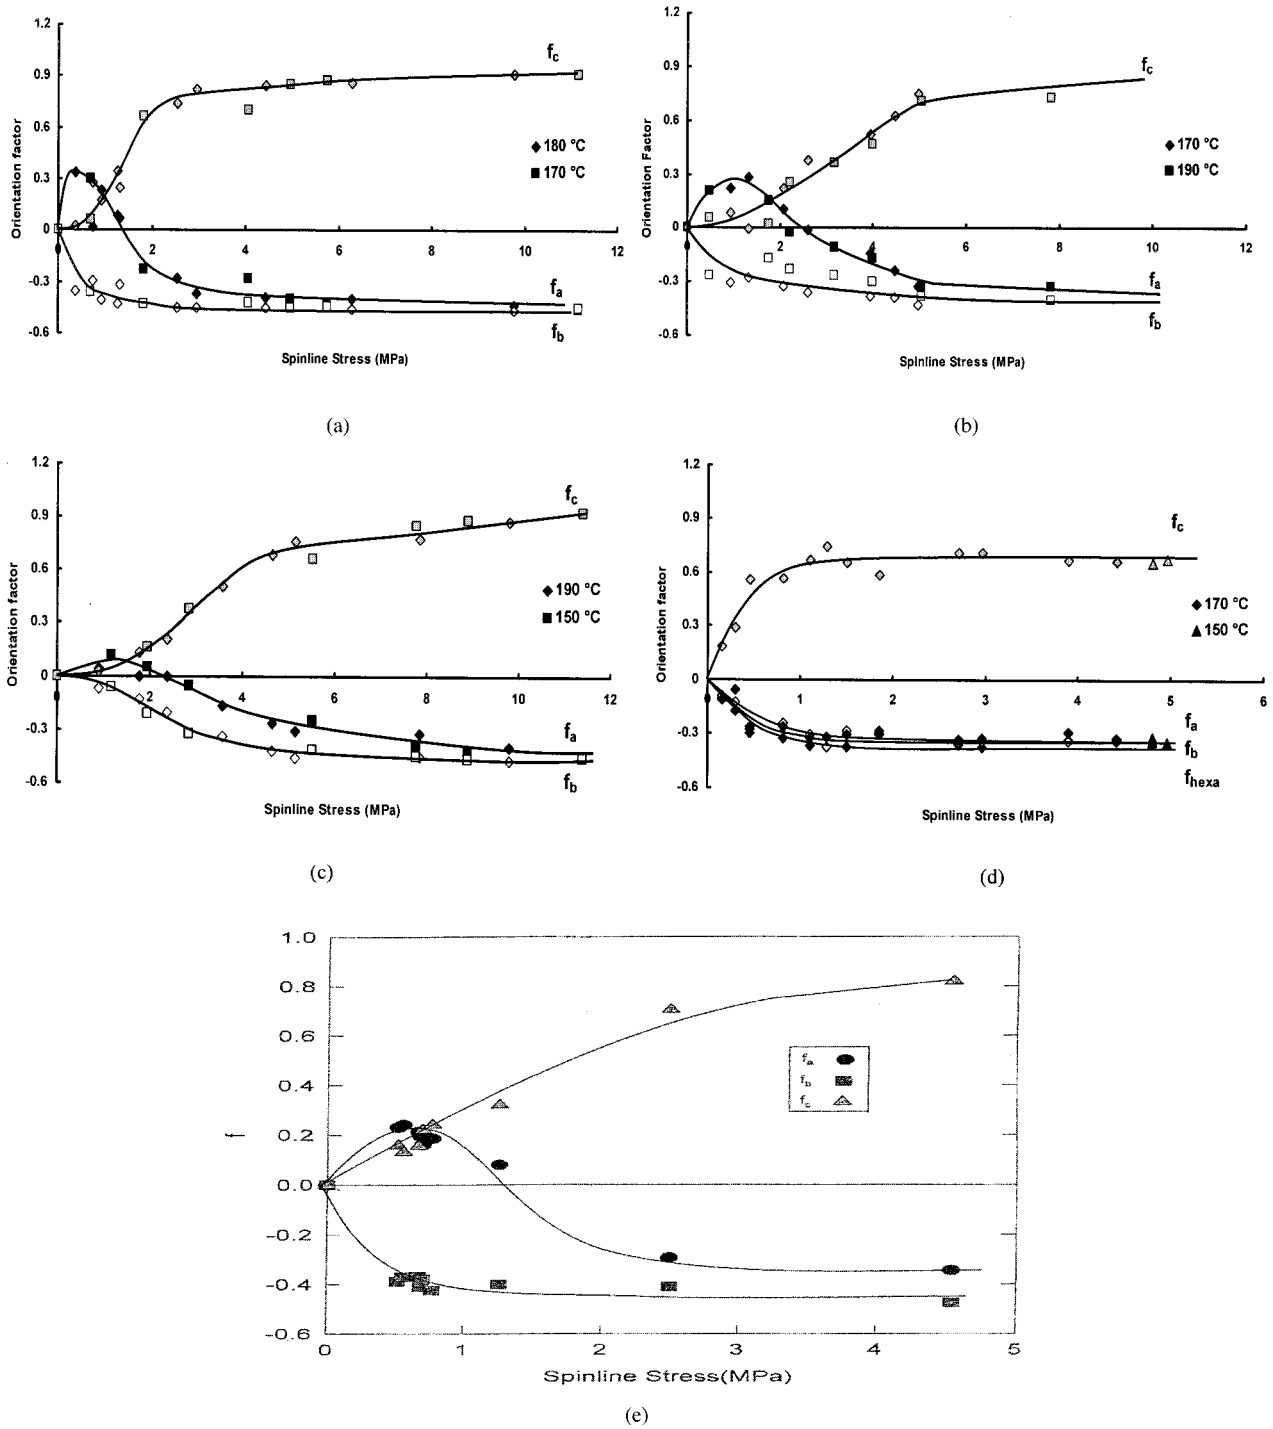 1.2
0.9
0.6
0.3
0
-0.3
-0.6
Orientation factor
f_c
◆ 180 °C
■ 170 °C
0 2 4 6 8 10 12
f_a
f_b
Spinline Stress (MPa)
(a)
1.2
0.9
0.6
0.3
0
-0.3
-0.6
Orientation Factor
f_c
◆ 170 °C
■ 190 °C
0 2 4 6 8 10 12
f_a
f_b
Spinline Stress (MPa)
(b)
1.2
0.9
0.6
0.3
0
-0.3
-0.6
Orientation factor
f_c
◆ 190 °C
■ 150 °C
0 2 4 6 8 10 12
f_a
f_b
Spinline Stress (MPa)
(c)
1.2
0.9
0.6
0.3
0
-0.3
-0.6
Orientation factor
f_c
◆ 170 °C
▲ 150 °C
0 1 2 3 4 5 6
f_a
f_b
f_hexa
Spinline Stress (MPa)
(d)
1.0
0.8
0.6
0.4
0.2
0.0
-0.2
-0.4
-0.6
f
f_a
f_b
f_c
0 1 2 3 4 5
Spinline Stress(MPa)
(e)